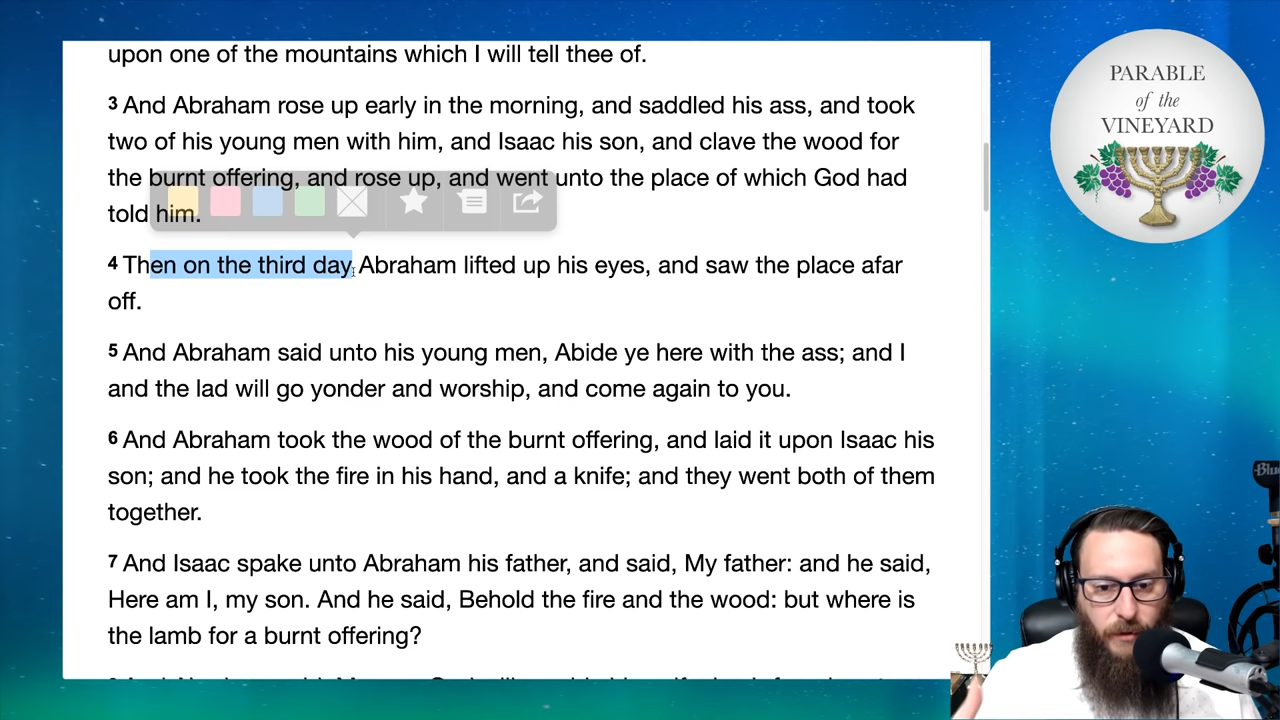 upon one of the mountains which I will tell thee of.
3 And Abraham rose up early in the morning, and saddled his ass, and took
two of his young men with him, and Isaac his son, and clave the wood for
the burnt offering, and rose up, and went unto the place of which God had
told him.
4 Then on the third day Abraham lifted up his eyes, and saw the place afar
off.
5 And Abraham said unto his young men, Abide ye here with the ass; and I
and the lad will go yonder and worship, and come again to you.
6 And Abraham took the wood of the burnt offering, and laid it upon Isaac his
son; and he took the fire in his hand, and a knife; and they went both of them
together.
7 And Isaac spake unto Abraham his father, and said, My father: and he said,
Here am I, my son. And he said, Behold the fire and the wood: but where is
the lamb for a burnt offering?
PARABLE
of the
VINEYARD
Blu